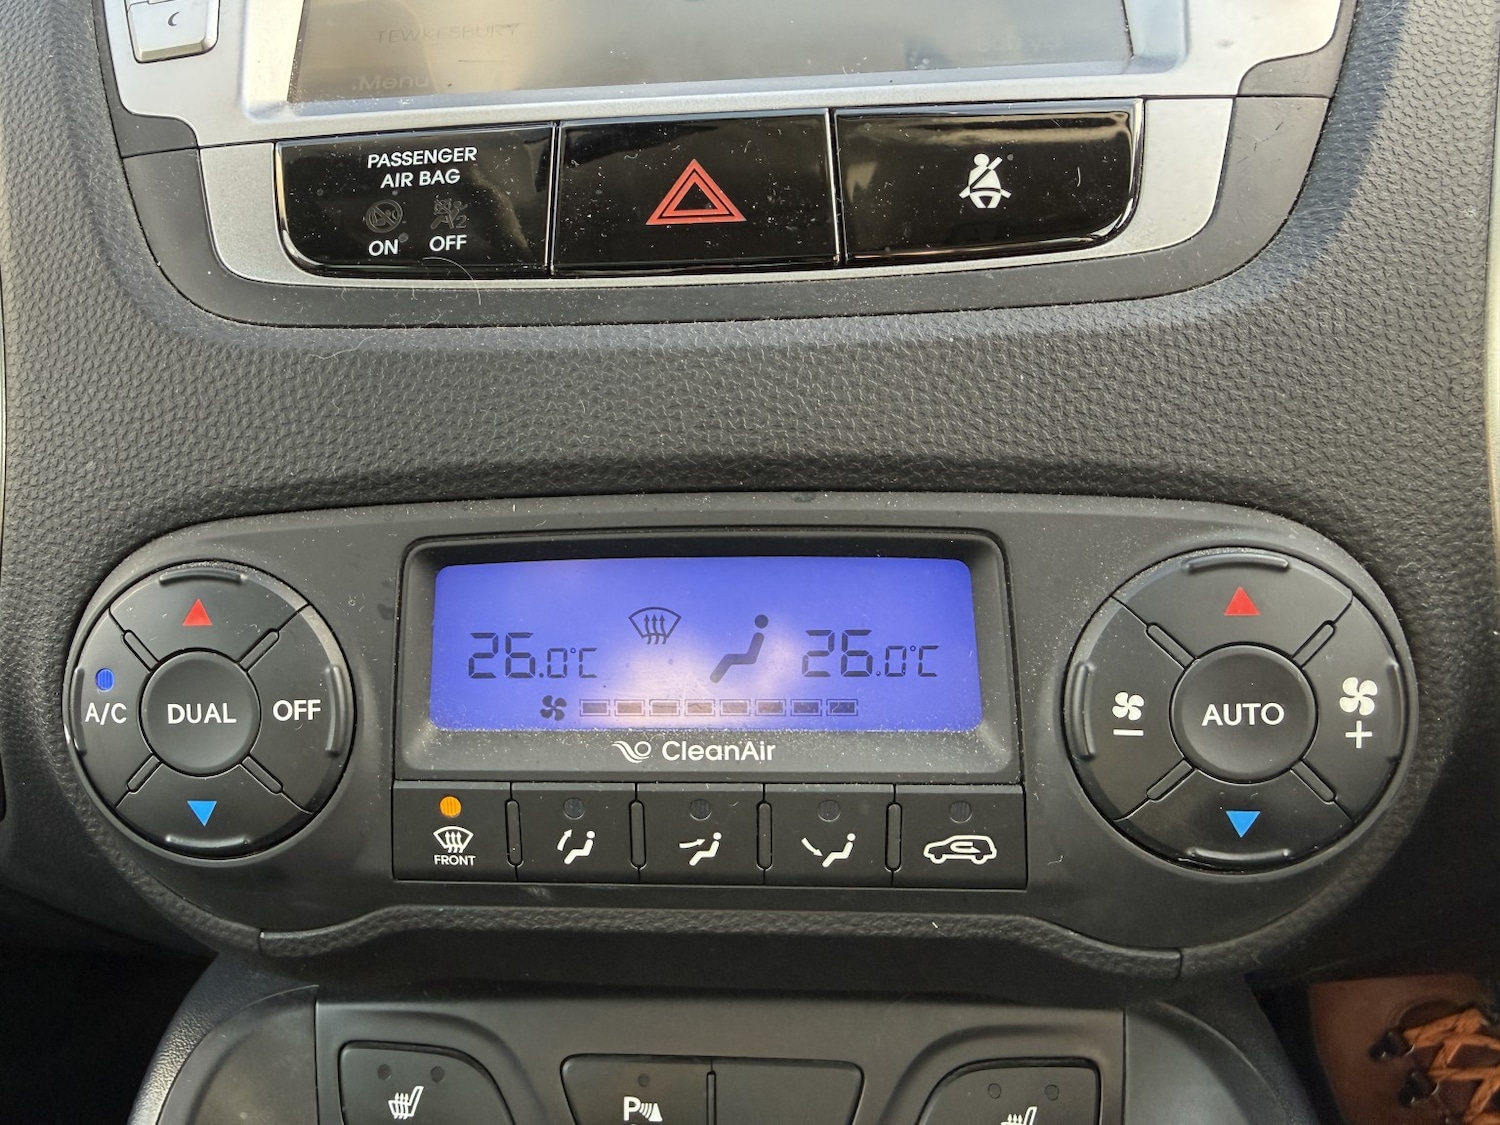 TEWKESBURY
Menu
PASSENGER
AIR BAG
ON OFF
26.0°C 26.0°C
CleanAir
A/C DUAL OFF
AUTO
FRONT
P